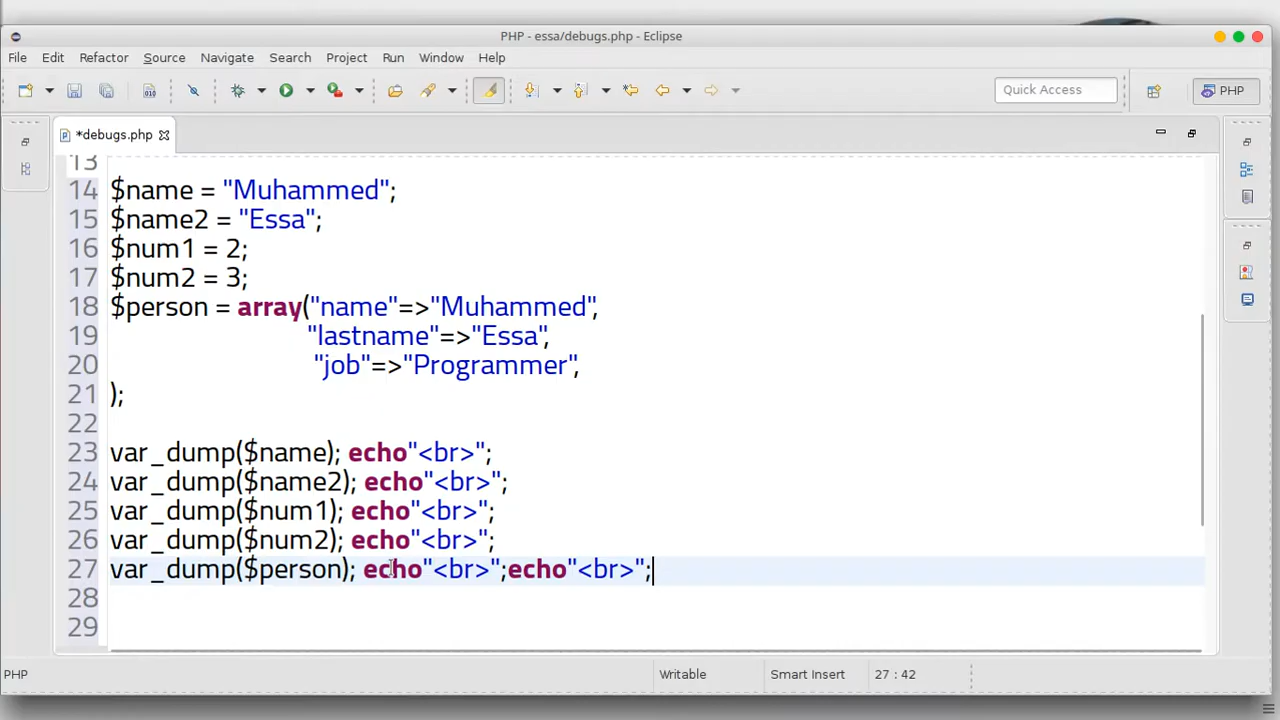 PHP - essa/debugs.php - Eclipse
File Edit Refactor Source Navigate Search Project Run Window Help
Quick Access PHP
*debugs.php
13
14 $name = "Muhammed";
15 $name2 = "Essa";
16 $num1 = 2;
17 $num2 = 3;
18 $person = array("name"=>"Muhammed",
19 "lastname"=>"Essa",
20 "job"=>"Programmer",
21 );
22
23 var_dump($name); echo"<br>";
24 var_dump($name2); echo"<br>";
25 var_dump($num1); echo"<br>";
26 var_dump($num2); echo"<br>";
27 var_dump($person); echo"<br>";echo"<br>";
28
29
PHP Writable Smart Insert 27 : 42